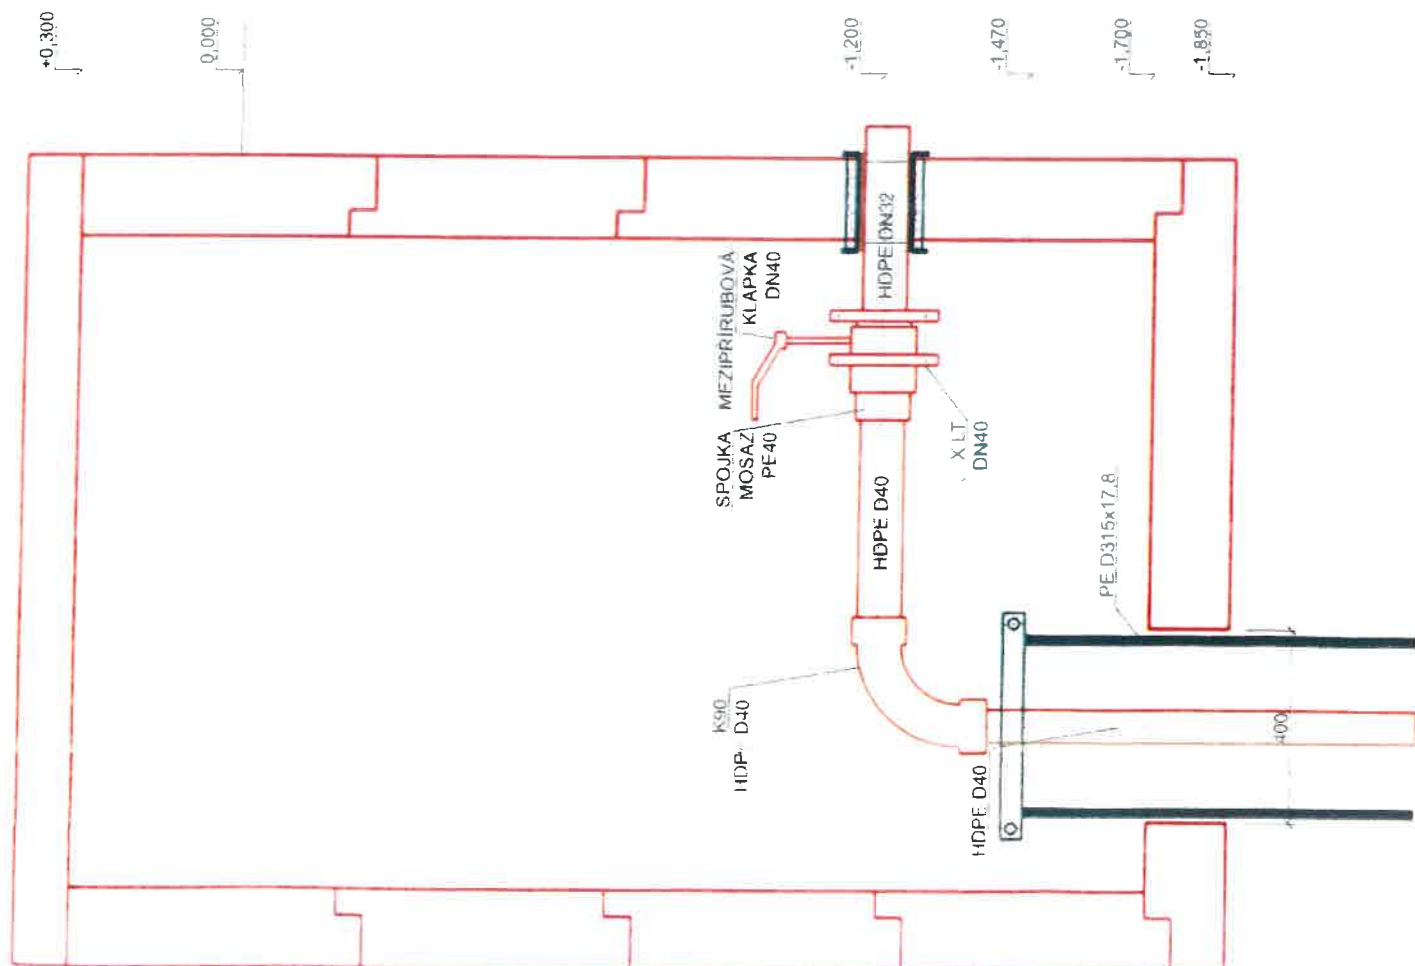 +0,300
0,000
-1,200
-1,470
-1,700
-1,850
MEZIPŘÍRUBOVÁ
KLAPKA
DN40
HDPE DN32
SPOJKA
MOSAZ
PE40
X LT
DN40
HDPE D40
PE D315x17,8
K90
D40
HDPE D40
400